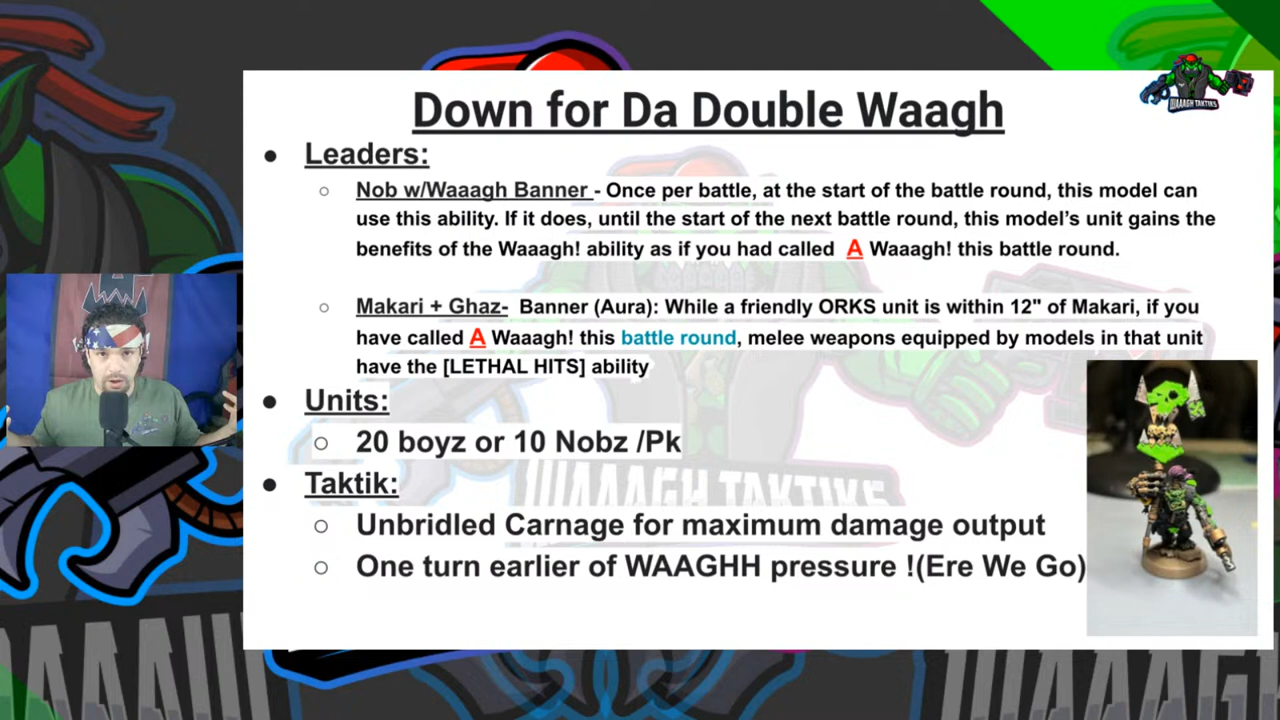 Down for Da Double Waagh
WAAAGH TAKTIKS
● Leaders:
○ Nob w/Waaagh Banner - Once per battle, at the start of the battle round, this model can
use this ability. If it does, until the start of the next battle round, this model's unit gains the
benefits of the Waaagh! ability as if you had called A Waaagh! this battle round.
○ Makari + Ghaz- Banner (Aura): While a friendly ORKS unit is within 12" of Makari, if you
have called A Waaagh! this battle round, melee weapons equipped by models in that unit
have the [LETHAL HITS] ability
● Units:
○ 20 boyz or 10 Nobz /Pk
● Taktik:
WAAAGH TAKTIKS
○ Unbridled Carnage for maximum damage output
○ One turn earlier of WAAGHH pressure !(Ere We Go)